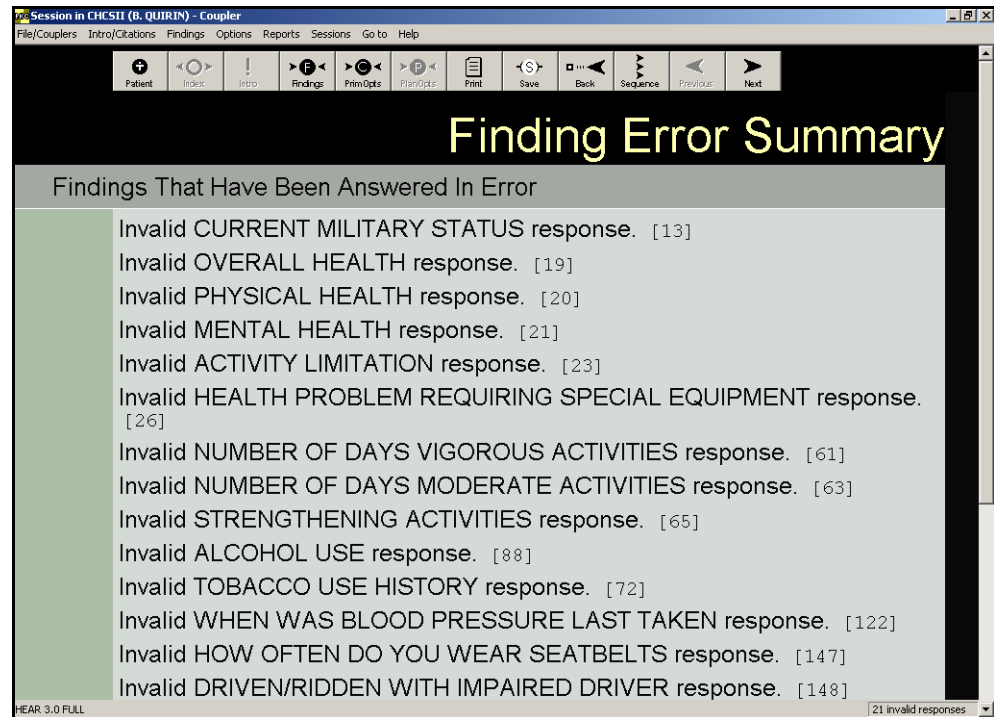 Session in CHCSII (B. QUIRIN) - Coupler
File/Couplers Intro/Citations Findings Options Reports Sessions Go to Help
Patient Index Intro Findings PrimOpts PlanOpts Print Save Back Sequence Previous Next
Finding Error Summary
Findings That Have Been Answered In Error
Invalid CURRENT MILITARY STATUS response. [13]
Invalid OVERALL HEALTH response. [19]
Invalid PHYSICAL HEALTH response. [20]
Invalid MENTAL HEALTH response. [21]
Invalid ACTIVITY LIMITATION response. [23]
Invalid HEALTH PROBLEM REQUIRING SPECIAL EQUIPMENT response.
[26]
Invalid NUMBER OF DAYS VIGOROUS ACTIVITIES response. [61]
Invalid NUMBER OF DAYS MODERATE ACTIVITIES response. [63]
Invalid STRENGTHENING ACTIVITIES response. [65]
Invalid ALCOHOL USE response. [88]
Invalid TOBACCO USE HISTORY response. [72]
Invalid WHEN WAS BLOOD PRESSURE LAST TAKEN response. [122]
Invalid HOW OFTEN DO YOU WEAR SEATBELTS response. [147]
Invalid DRIVEN/RIDDEN WITH IMPAIRED DRIVER response. [148]
HEAR 3.0 FULL 21 invalid responses